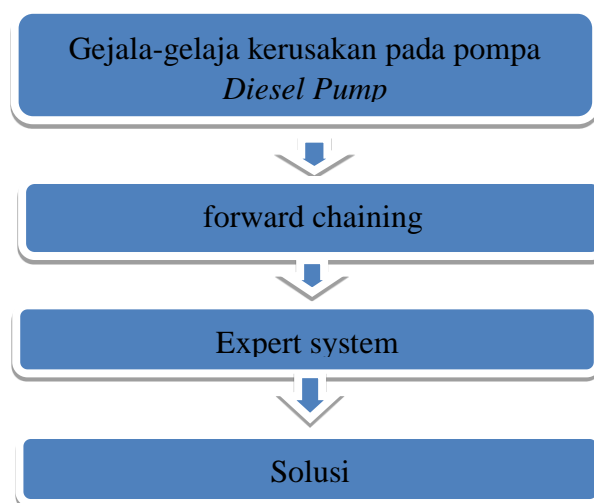 Gejala-gelaja kerusakan pada pompa
Diesel Pump
forward chaining
Expert system
Solusi